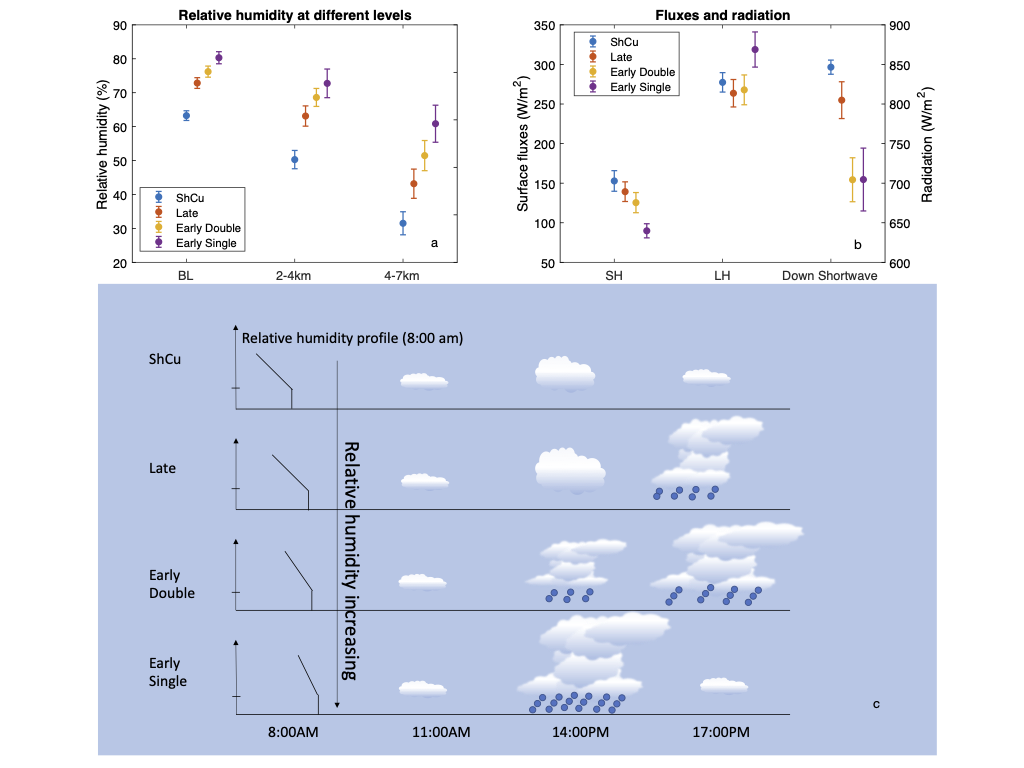 Relative humidity at different levels
90
80
70
60
50
40
30
20
Relative humidity (%)
ShCu
Late
Early Double
Early Single
a
BL
2-4km
4-7km
Fluxes and radiation
350
300
250
200
150
100
50
Surface fluxes (W/m²)
ShCu
Late
Early Double
Early Single
900
850
800
750
700
650
600
Radidation (W/m²)
b
SH
LH
Down Shortwave
Relative humidity profile (8:00 am)
ShCu
Late
Early
Double
Early
Single
Relative humidity increasing
c
8:00AM
11:00AM
14:00PM
17:00PM